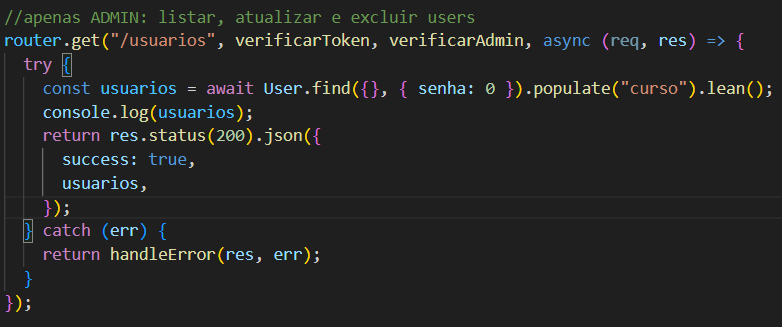 //apenas ADMIN: listar, atualizar e excluir users
router.get("/usuarios", verificarToken, verificarAdmin, async (req, res) => {
  try {
    const usuarios = await User.find({}, { senha: 0 }).populate("curso").lean();
    console.log(usuarios);
    return res.status(200).json({
      success: true,
      usuarios,
    });
  } catch (err) {
    return handleError(res, err);
  }
});